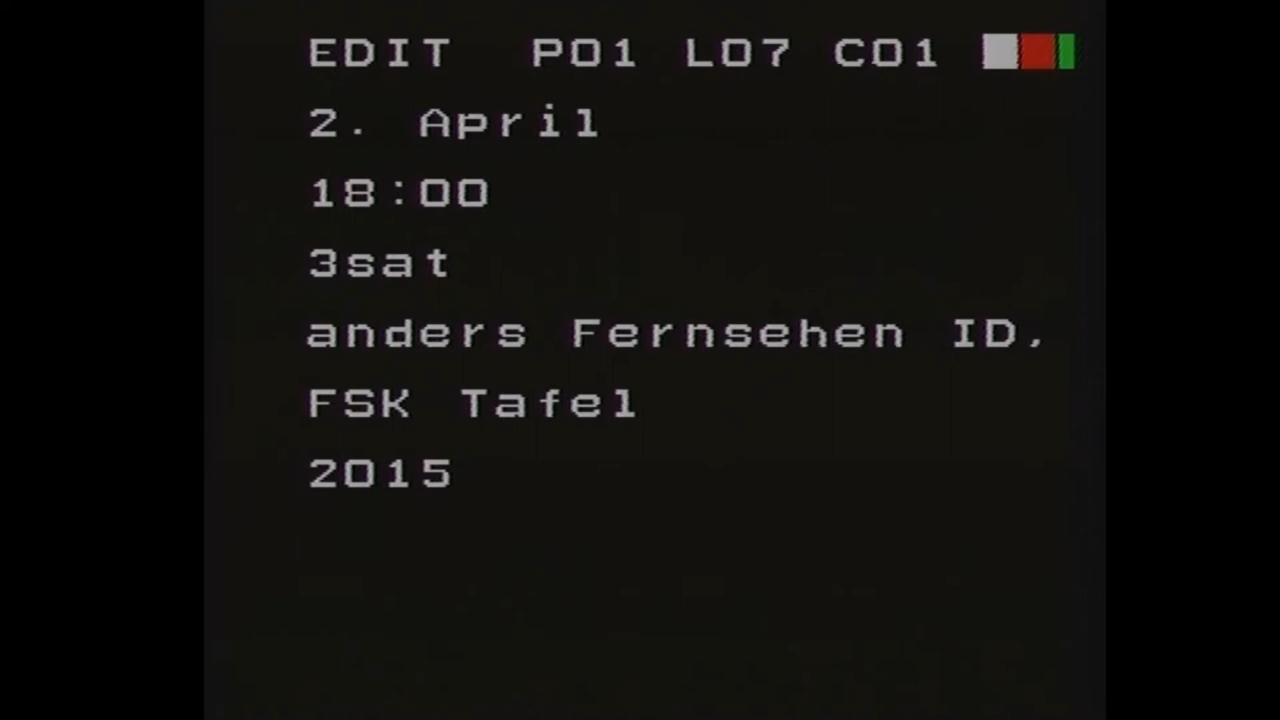 EDIT P01 L07 C01
2. April
18:00
3sat
anders Fernsehen ID,
FSK Tafel
2015